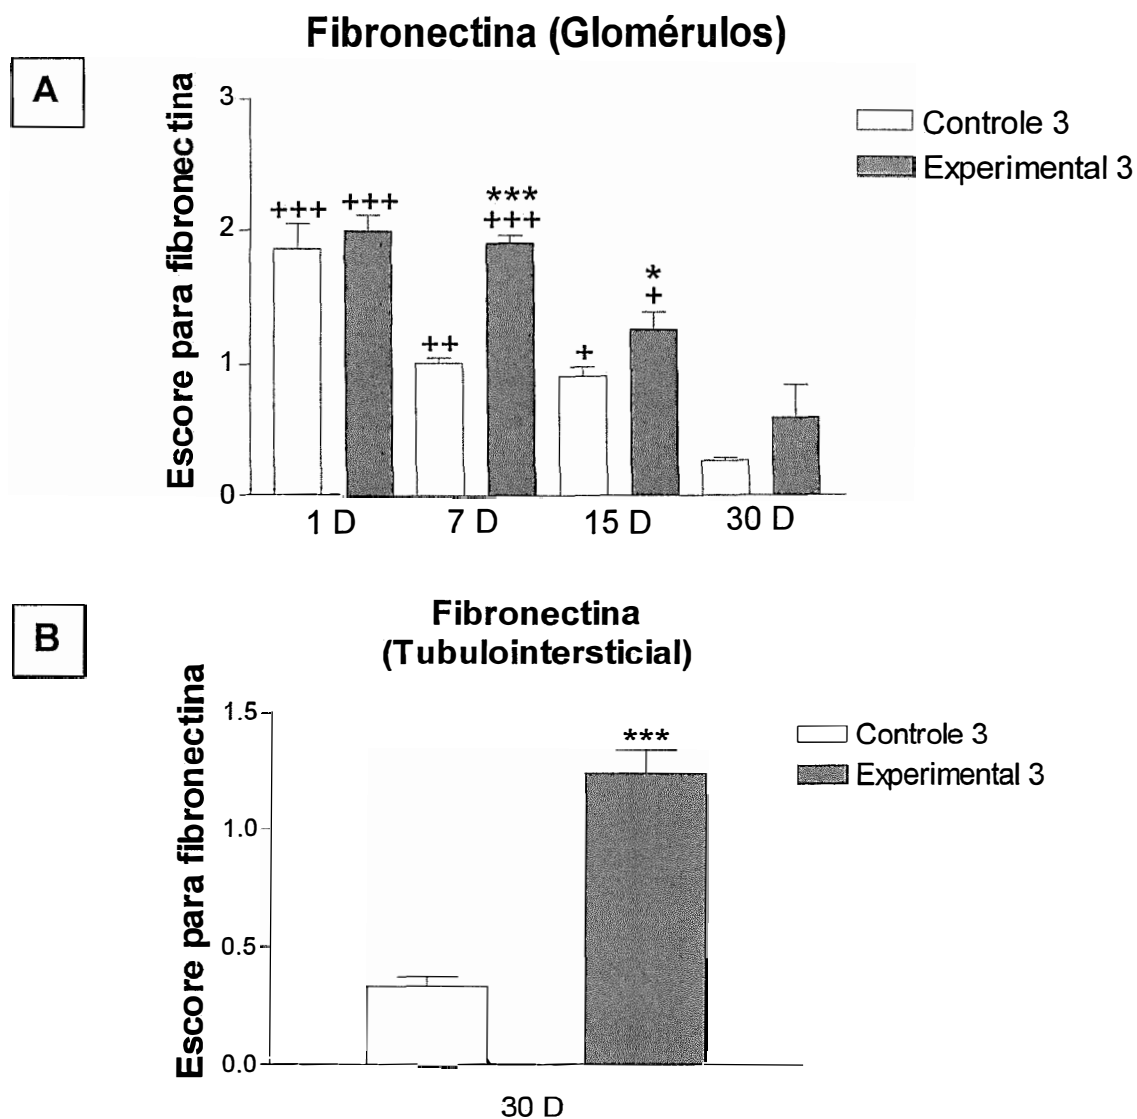 Fibronectina (Glomérulos)
A
Escore para fibronectina
3
2
1
0
+++
+++
++
***
+++
+
*
+
1 D
7 D
15 D
30 D
Controle 3
Experimental 3
B
Fibronectina
(Tubulointersticial)
Escore para fibronectina
1.5
1.0
0.5
0.0
***
30 D
Controle 3
Experimental 3